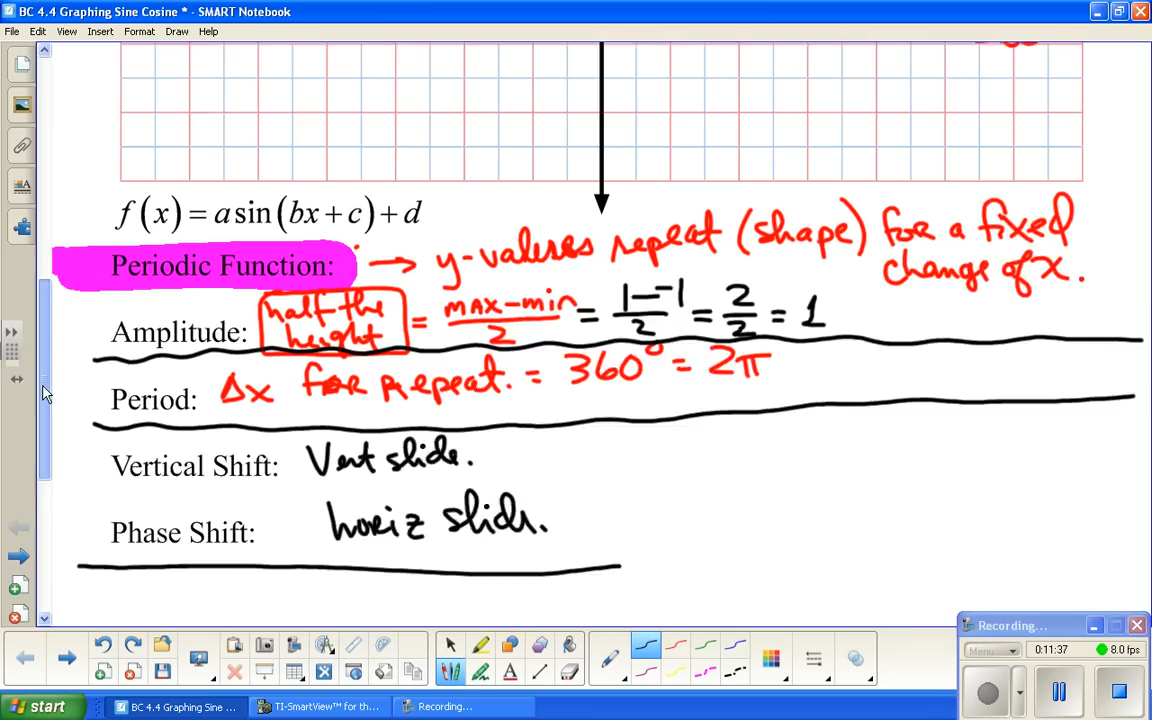 BC 4.4 Graphing Sine Cosine * - SMART Notebook
File Edit View Insert Format Draw Help
f(x) = a sin(bx + c) + d
Periodic Function: → y-values repeat (shape) for a fixed
change of x.
Amplitude: half the height = max-min/2 = 1--1/2 = 2/2 = 1
Period: Δx for repeat. = 360° = 2π
Vertical Shift: Vert slide.
Phase Shift: horiz slide.
Recording...
Menu 0:11:37 8.0 fps
start BC 4.4 Graphing Sine ... TI-SmartView™ for th... Recording...